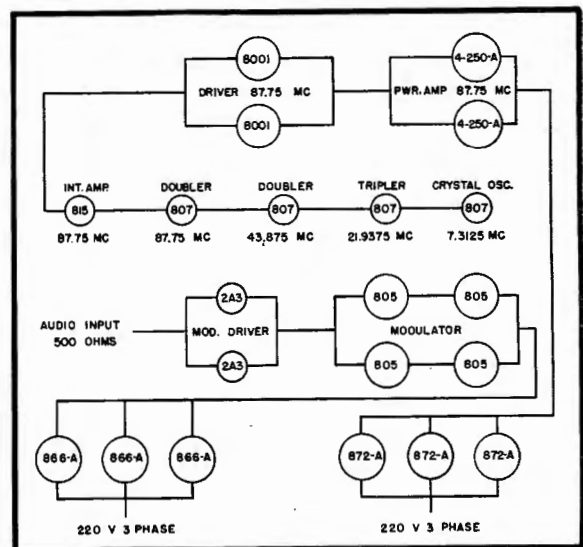 8001
DRIVER 87.75 MC
8001
4-250-A
PWR. AMP 87.75 MC
4-250-A
INT. AMP. DOUBLER DOUBLER TRIPLER CRYSTAL OSC.
815 807 807 807 807
87.75 MC 87.75 MC 43.875 MC 21.9375 MC 7.3125 MC
AUDIO INPUT
500 OHMS
2A3
MOD. DRIVER
2A3
805 805
MODULATOR
805 805
866-A 866-A 866-A
220 V 3 PHASE
872-A 872-A 872-A
220 V 3 PHASE